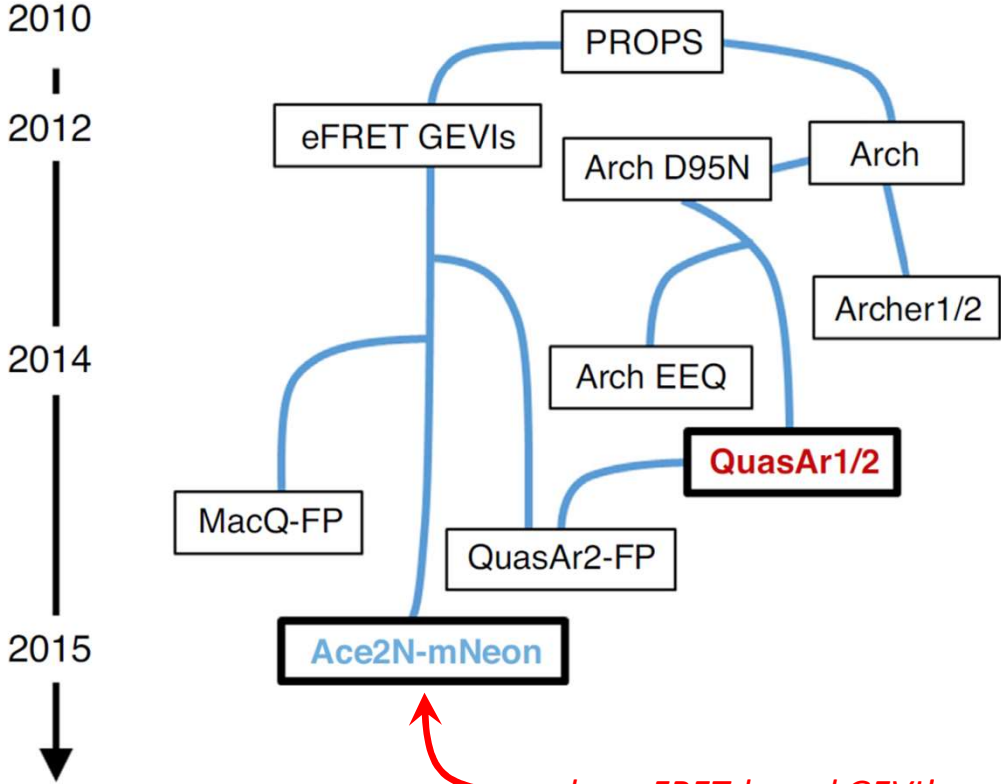 2010
PROPS
2012
eFRET GEVIs
Arch D95N
Arch
Archer1/2
2014
Arch EEQ
QuasAr1/2
MacQ-FP
QuasAr2-FP
2015
Ace2N-mNeon